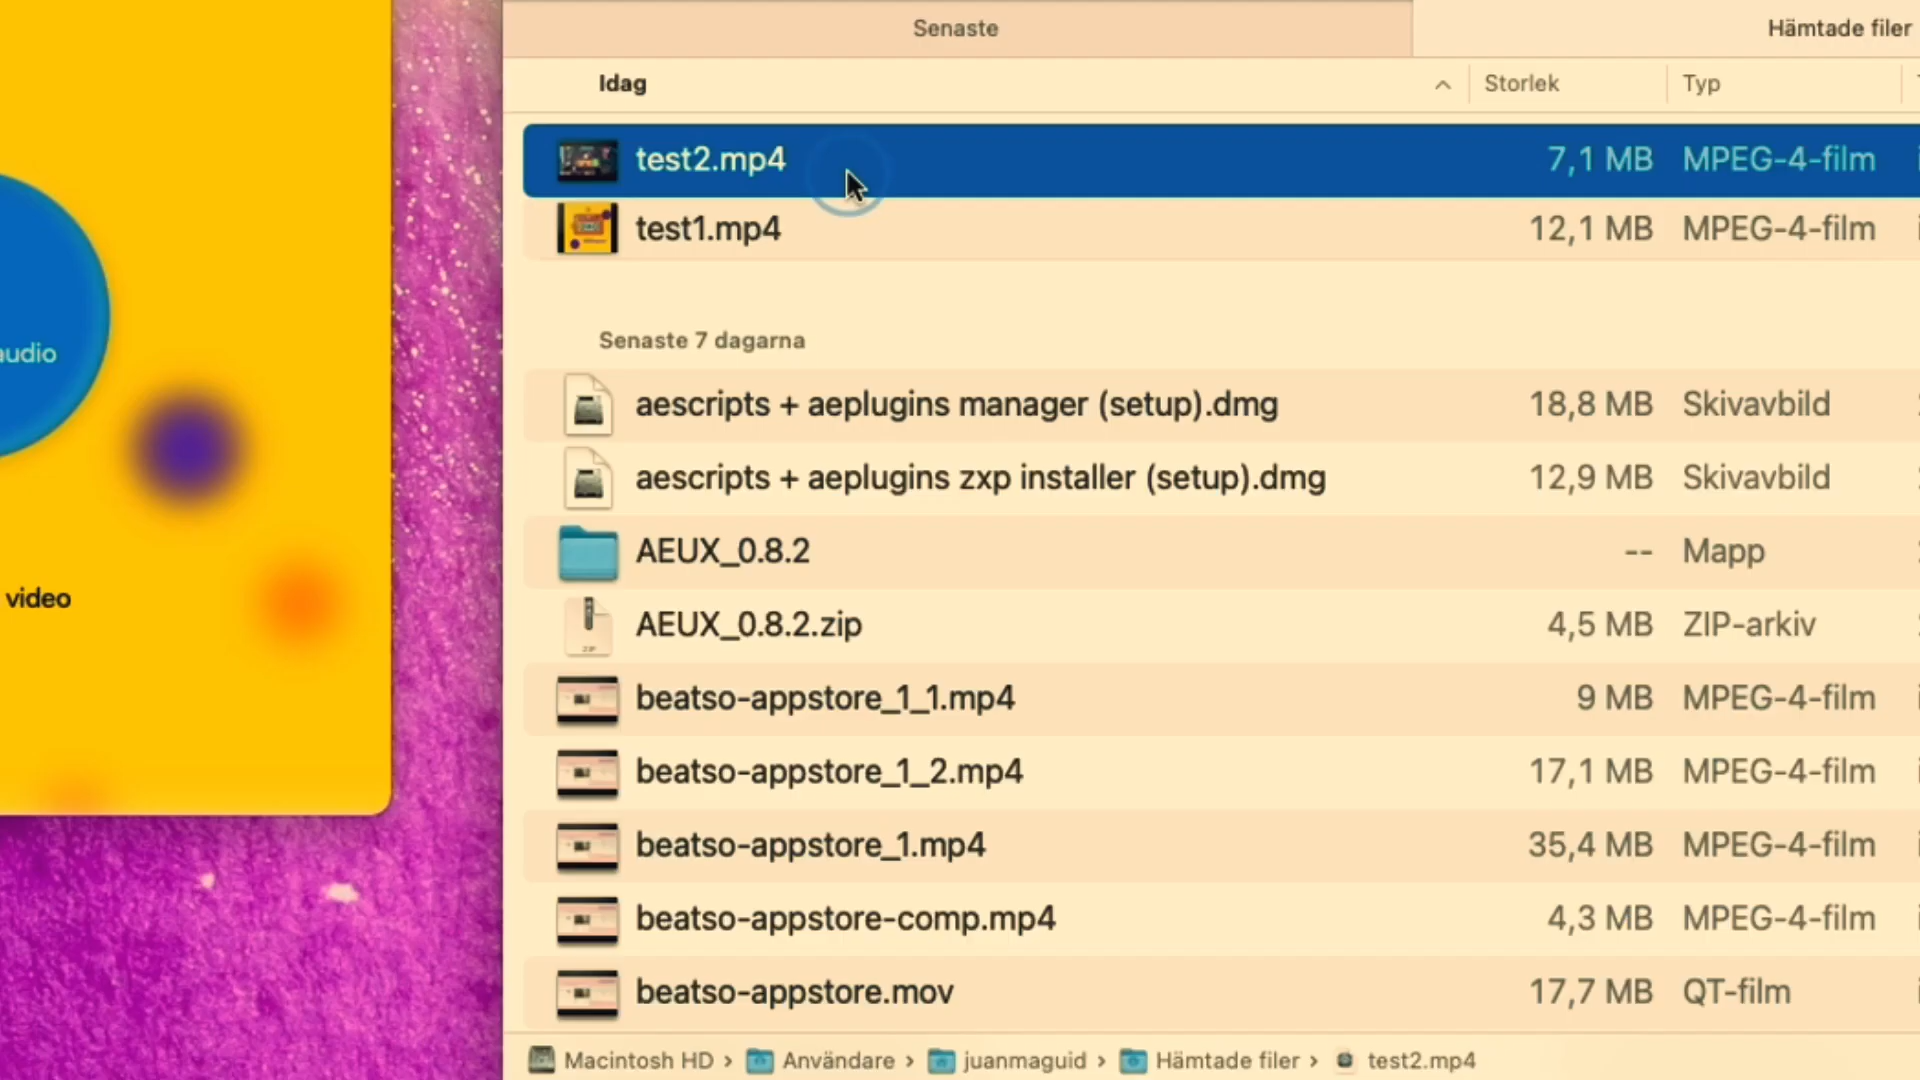 Senaste
Hämtade filer
Idag
Storlek
Typ
test2.mp4 7,1 MB MPEG-4-film
test1.mp4 12,1 MB MPEG-4-film
Senaste 7 dagarna
aescripts + aeplugins manager (setup).dmg 18,8 MB Skivavbild
aescripts + aeplugins zxp installer (setup).dmg 12,9 MB Skivavbild
AEUX_0.8.2 -- Mapp
AEUX_0.8.2.zip 4,5 MB ZIP-arkiv
beatso-appstore_1_1.mp4 9 MB MPEG-4-film
beatso-appstore_1_2.mp4 17,1 MB MPEG-4-film
beatso-appstore_1.mp4 35,4 MB MPEG-4-film
beatso-appstore-comp.mp4 4,3 MB MPEG-4-film
beatso-appstore.mov 17,7 MB QT-film
Macintosh HD › Användare › juanmaguid › Hämtade filer › test2.mp4
audio
video